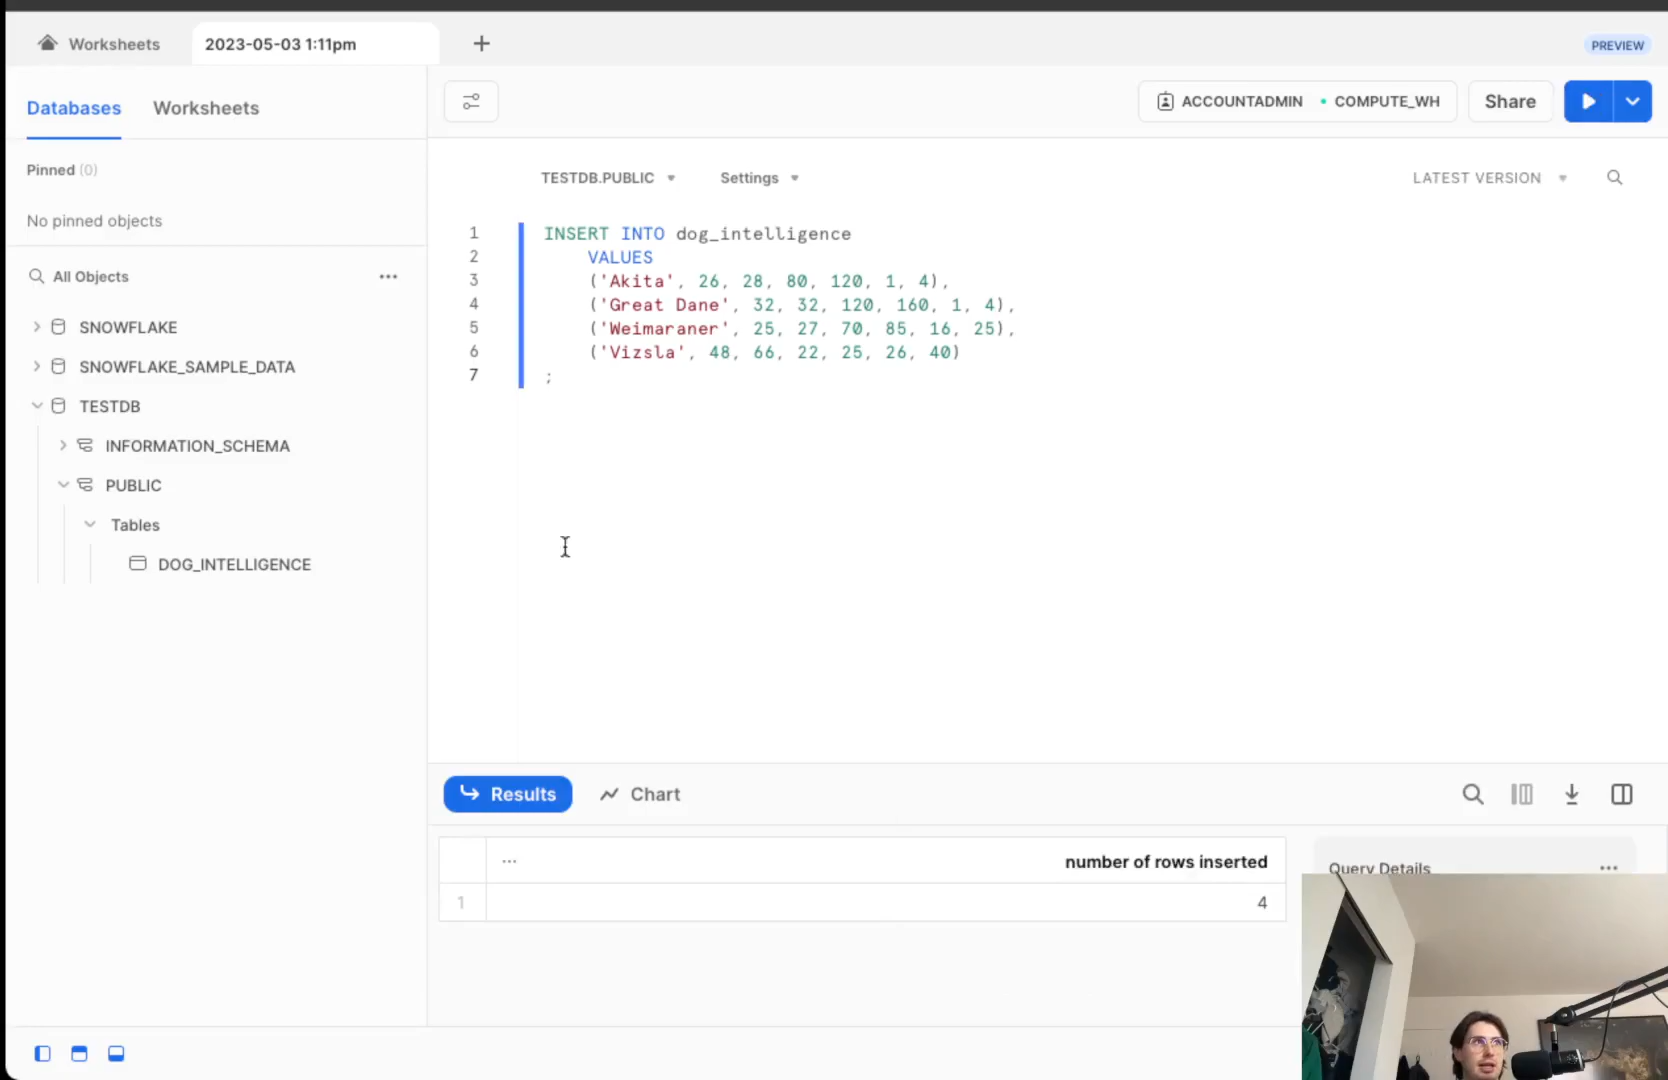 Worksheets
2023-05-03 1:11pm
PREVIEW
Databases
Worksheets
ACCOUNTADMIN
COMPUTE_WH
Share
Pinned (0)
No pinned objects
All Objects
SNOWFLAKE
SNOWFLAKE_SAMPLE_DATA
TESTDB
INFORMATION_SCHEMA
PUBLIC
Tables
DOG_INTELLIGENCE
TESTDB.PUBLIC
Settings
LATEST VERSION
1 INSERT INTO dog_intelligence
2 VALUES
3 ('Akita', 26, 28, 80, 120, 1, 4),
4 ('Great Dane', 32, 32, 120, 160, 1, 4),
5 ('Weimaraner', 25, 27, 70, 85, 16, 25),
6 ('Vizsla', 48, 66, 22, 25, 26, 40)
7 ;
Results
Chart
... number of rows inserted
1 4
Query Details